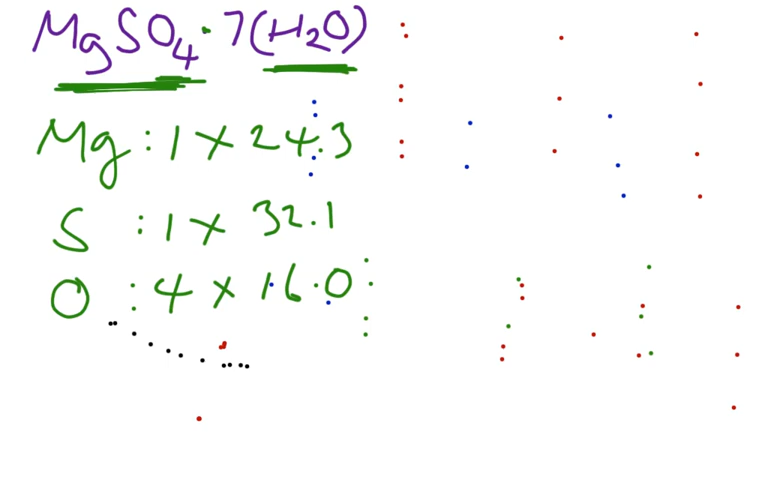 MgSO₄·7(H₂O)
Mg : 1 × 24.3
S : 1 × 32.1
O : 4 × 16.0